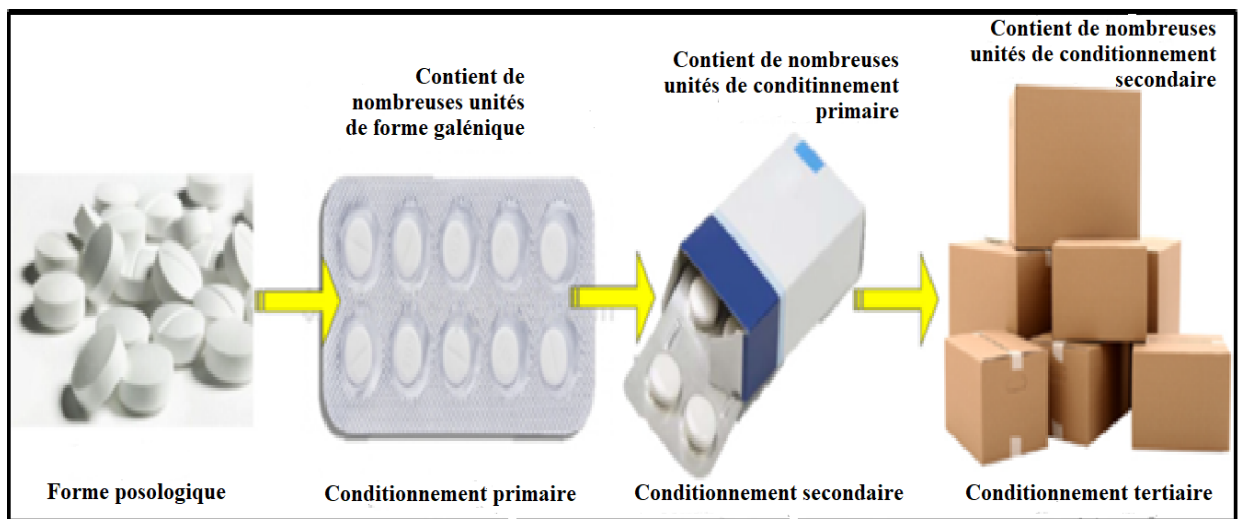 Contient de
nombreuses unités
de forme galénique
Contient de nombreuses
unités de conditinnement
primaire
Contient de nombreuses
unités de conditionnement
secondaire
Forme posologique
Conditionnement primaire
Conditionnement secondaire
Conditionnement tertiaire